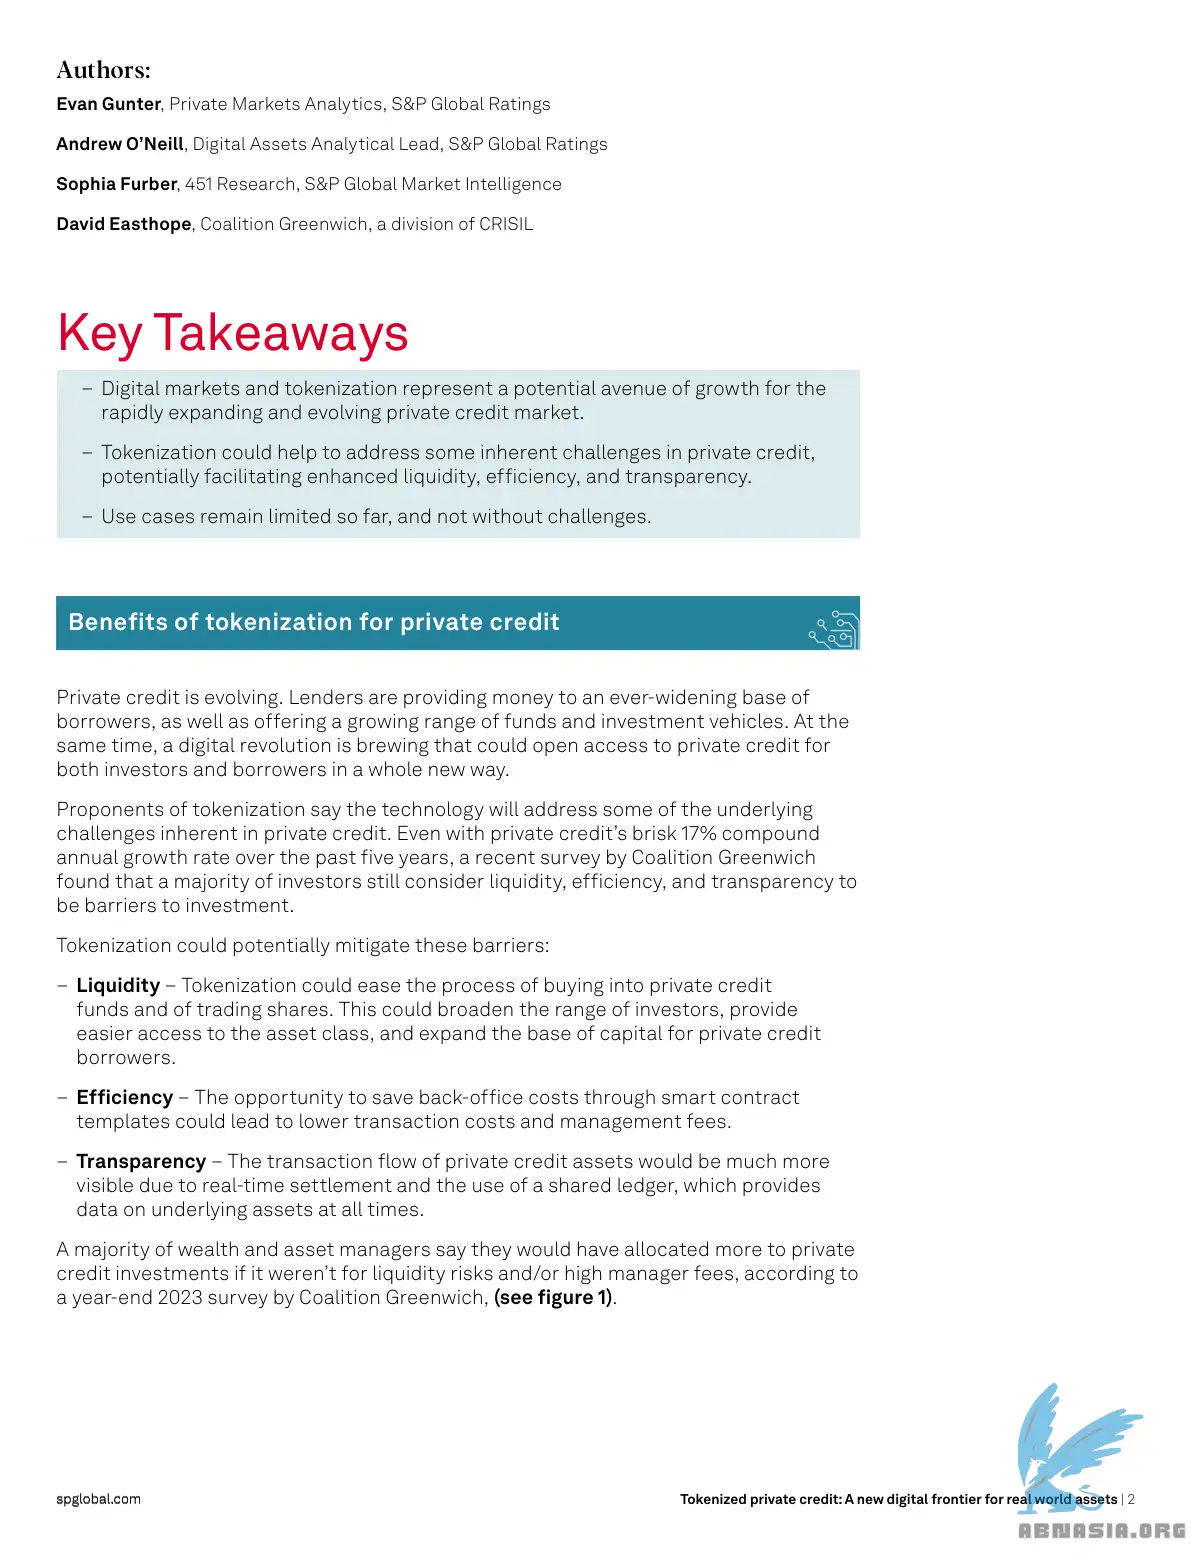 Authors:
Evan Gunter, Private Markets Analytics, S&P Global Ratings
Andrew O’Neill, Digital Assets Analytical Lead, S&P Global Ratings
Sophia Furber, 451 Research, S&P Global Market Intelligence
David Easthope, Coalition Greenwich, a division of CRISIL
Key Takeaways
– Digital markets and tokenization represent a potential avenue of growth for the
rapidly expanding and evolving private credit market.
– Tokenization could help to address some inherent challenges in private credit,
potentially facilitating enhanced liquidity, efficiency, and transparency.
– Use cases remain limited so far, and not without challenges.
Benefits of tokenization for private credit
Private credit is evolving. Lenders are providing money to an ever-widening base of
borrowers, as well as offering a growing range of funds and investment vehicles. At the
same time, a digital revolution is brewing that could open access to private credit for
both investors and borrowers in a whole new way.
Proponents of tokenization say the technology will address some of the underlying
challenges inherent in private credit. Even with private credit’s brisk 17% compound
annual growth rate over the past five years, a recent survey by Coalition Greenwich
found that a majority of investors still consider liquidity, efficiency, and transparency to
be barriers to investment.
Tokenization could potentially mitigate these barriers:
– Liquidity – Tokenization could ease the process of buying into private credit
funds and of trading shares. This could broaden the range of investors, provide
easier access to the asset class, and expand the base of capital for private credit
borrowers.
– Efficiency – The opportunity to save back-office costs through smart contract
templates could lead to lower transaction costs and management fees.
– Transparency – The transaction flow of private credit assets would be much more
visible due to real-time settlement and the use of a shared ledger, which provides
data on underlying assets at all times.
A majority of wealth and asset managers say they would have allocated more to private
credit investments if it weren’t for liquidity risks and/or high manager fees, according to
a year-end 2023 survey by Coalition Greenwich, (see figure 1).
spglobal.com
Tokenized private credit: A new digital frontier for real world assets | 2
ABNASIA.ORG